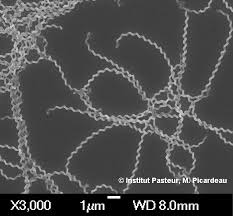 © Institut Pasteur, M. Picardeau
X3,000 1μm WD 8.0mm